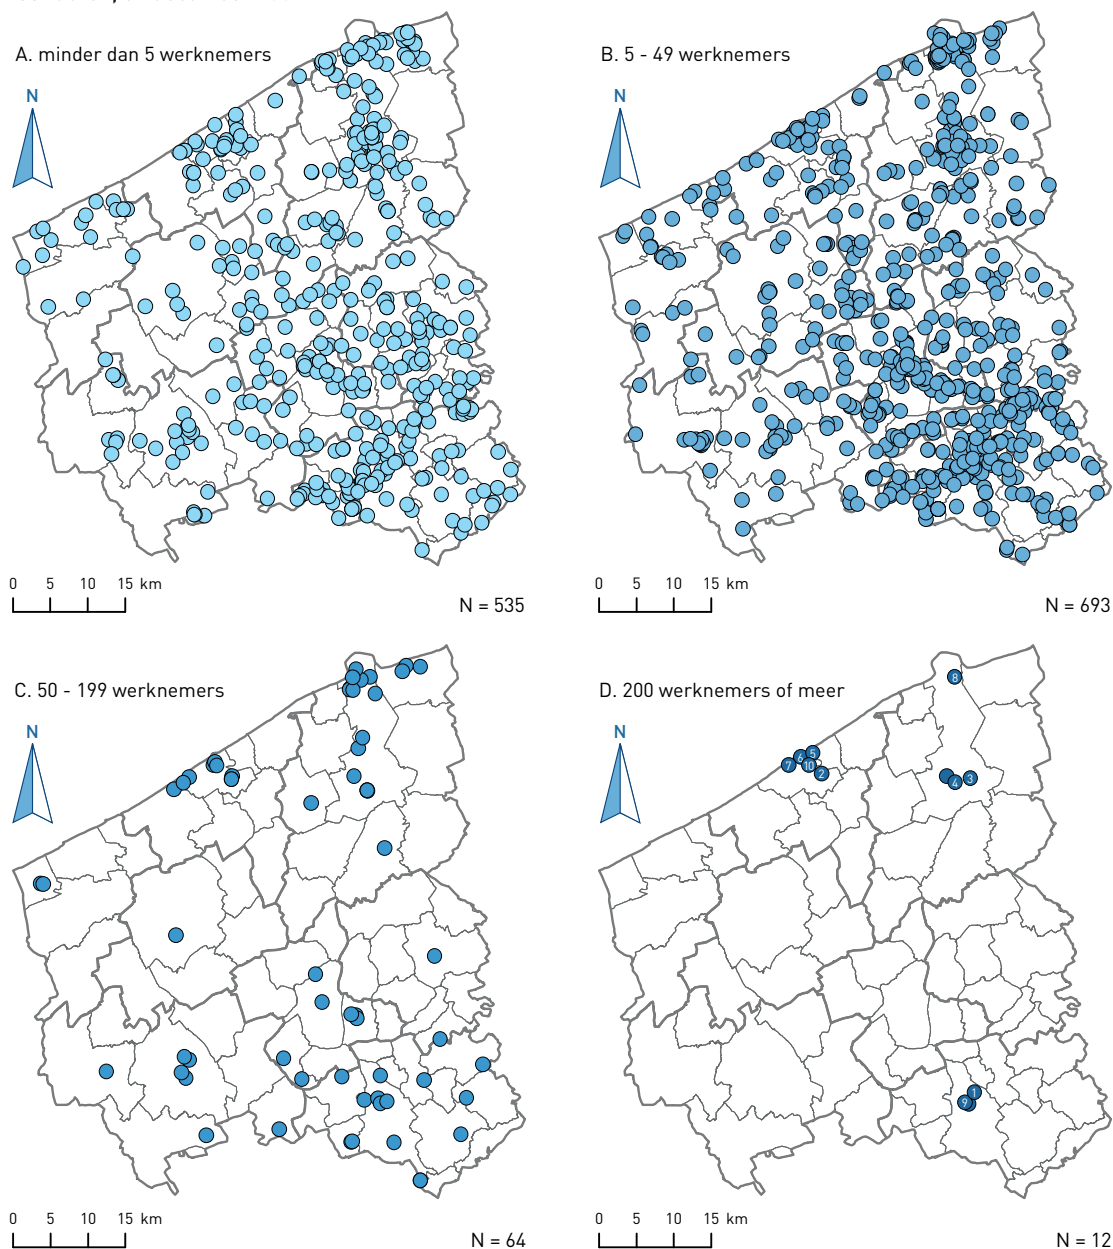 A. minder dan 5 werknemers
N
0 5 10 15 km
N = 535
B. 5 - 49 werknemers
N
0 5 10 15 km
N = 693
C. 50 - 199 werknemers
N
0 5 10 15 km
N = 64
D. 200 werknemers of meer
N
8
5
6
7
10
2
3
4
1
9
0 5 10 15 km
N = 12